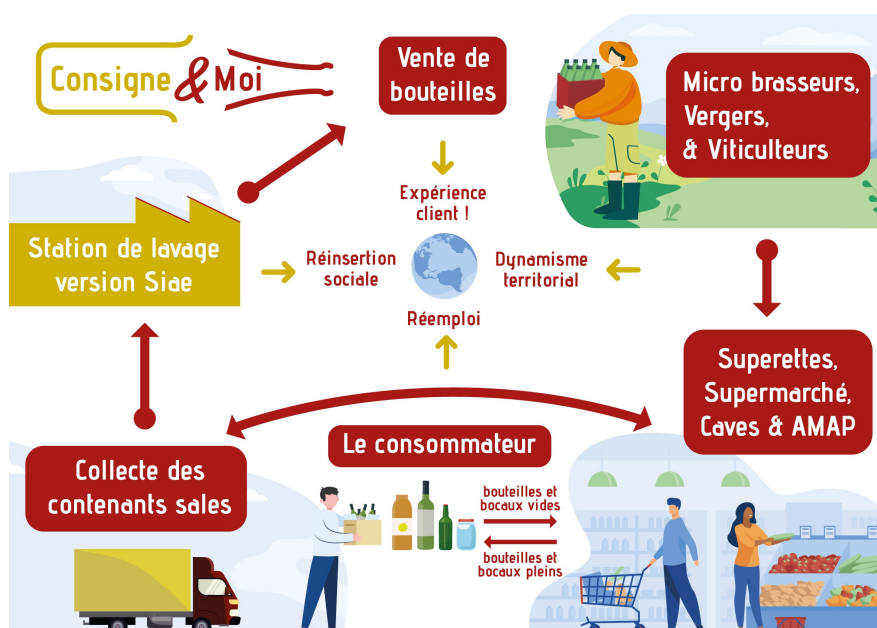 Consigne & Moi
Vente de
bouteilles
Micro brasseurs,
Vergers,
& Viticulteurs
Expérience
client !
Station de lavage
version Siae
Réinsertion
sociale
Dynamisme
territorial
Réemploi
Superettes,
Supermarché,
Caves & AMAP
Le consommateur
Collecte des
contenants sales
bouteilles et
bocaux vides
bouteilles et
bocaux pleins